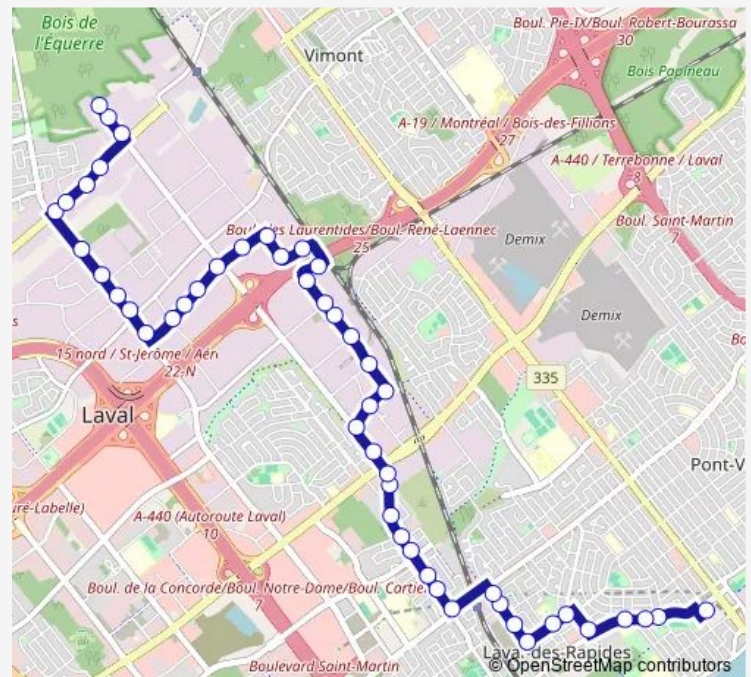 Bois de
l'Équerre
Vimont
Boul. Pie-IX/Boul. Robert-Bourassa
30
Bois Papineau
A-19 / Montréal / Bois-des-Fillions
27
A-440 / Terrebonne / Laval
8
Boul. Saint-Martin
7
Boul. des Laurentides/Boul. René-Laennec
25
Demix
Demix
15 nord / St-Jérôme / Aér
22-N
335
Laval
Pont-V
uré-Labelle)
A-440 (Autoroute Laval)
10
Boul. de la Concorde/Boul. Notre-Dame/Boul. Cartie
7
Laval-des-Rapides
Boulevard Saint-Martin
© OpenStreetMap contributors